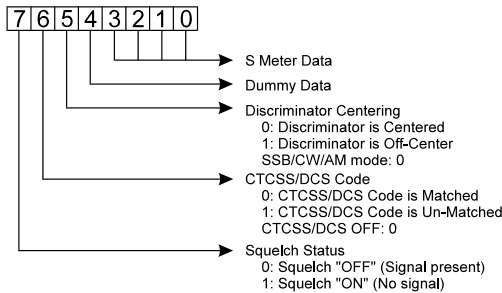 7 6 5 4 3 2 1 0
S Meter Data
Dummy Data
Discriminator Centering
0: Discriminator is Centered
1: Discriminator is Off-Center
SSB/CW/AM mode: 0
CTCSS/DCS Code
0: CTCSS/DCS Code is Matched
1: CTCSS/DCS Code is Un-Matched
CTCSS/DCS OFF: 0
Squelch Status
0: Squelch "OFF" (Signal present)
1: Squelch "ON" (No signal)